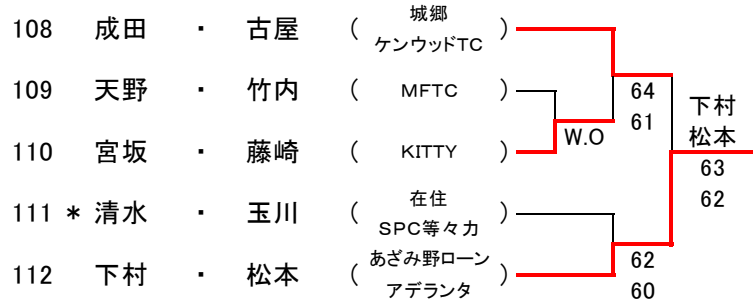 108 成田 ・ 古屋 ( 城郷 ケンウッドTC )
109 天野 ・ 竹内 ( MFTC )
110 宮坂 ・ 藤崎 ( KITTY )
111 * 清水 ・ 玉川 ( 在住 SPC等々力 )
112 下村 ・ 松本 ( あざみ野ローン アデランタ )
W.O
64
61
62
60
下村
松本
63
62